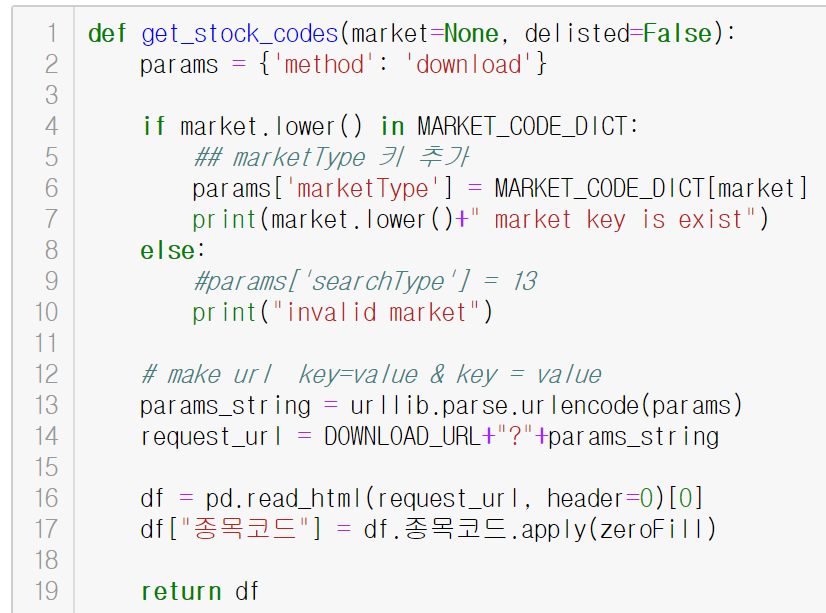 1 def get_stock_codes(market=None, delisted=False):
2     params = {'method': 'download'}
3
4     if market.lower() in MARKET_CODE_DICT:
5         ## marketType 키 추가
6         params['marketType'] = MARKET_CODE_DICT[market]
7         print(market.lower()+" market key is exist")
8     else:
9         #params['searchType'] = 13
10         print("invalid market")
11
12     # make url  key=value & key = value
13     params_string = urllib.parse.urlencode(params)
14     request_url = DOWNLOAD_URL+"?"+params_string
15
16     df = pd.read_html(request_url, header=0)[0]
17     df["종목코드"] = df.종목코드.apply(zeroFill)
18
19     return df